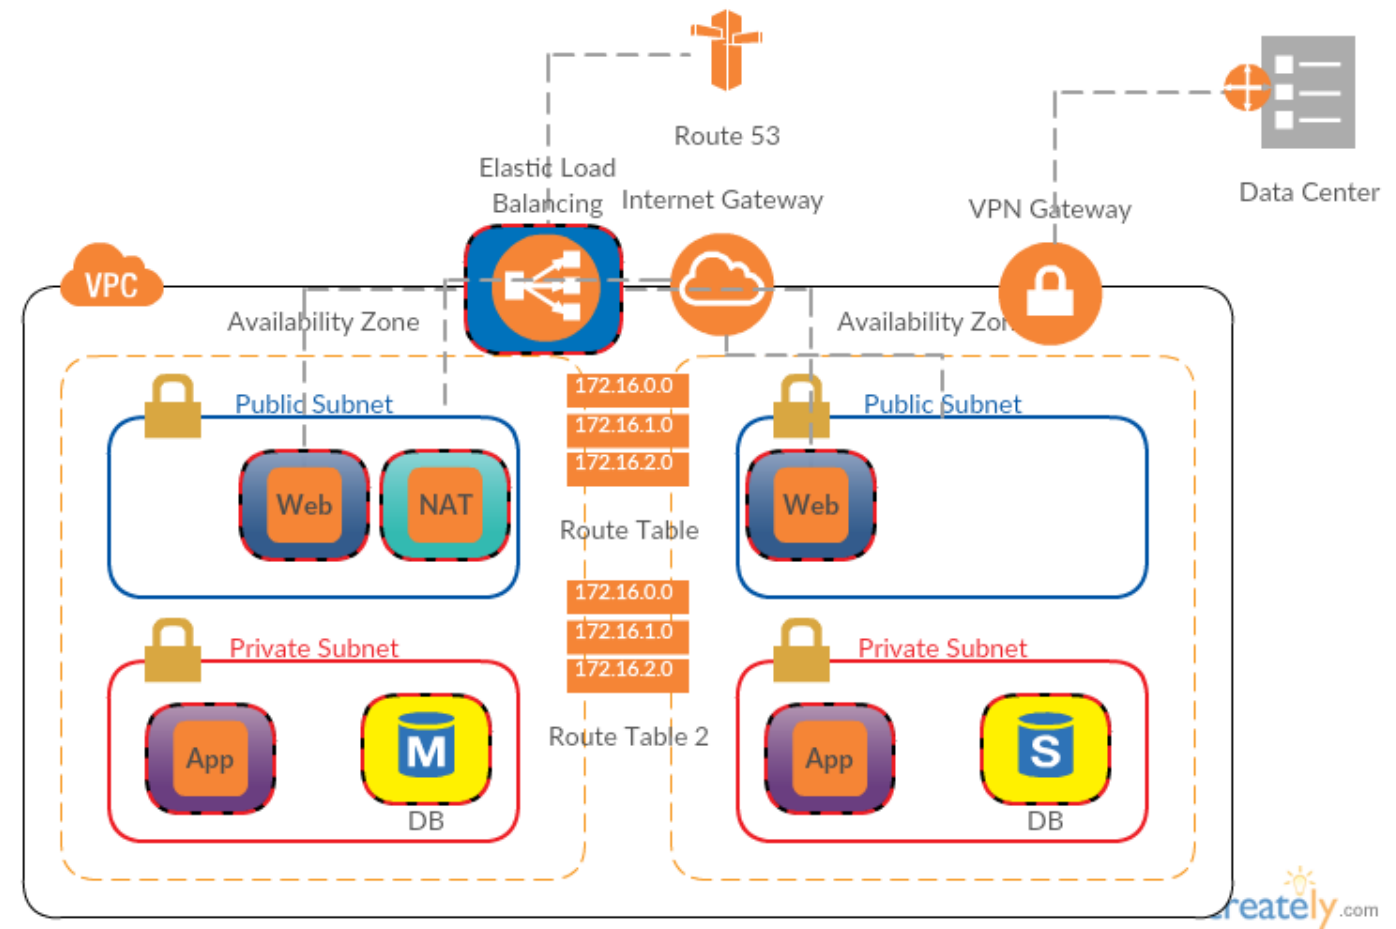 Route 53
Data Center
Elastic Load
Balancing
Internet Gateway
VPN Gateway
VPC
Availability Zone
Availability Zon
172.16.0.0
172.16.1.0
172.16.2.0
Route Table
Public Subnet
Web
NAT
Public Subnet
Web
172.16.0.0
172.16.1.0
172.16.2.0
Route Table 2
Private Subnet
App
M
DB
Private Subnet
App
S
DB
creately.com